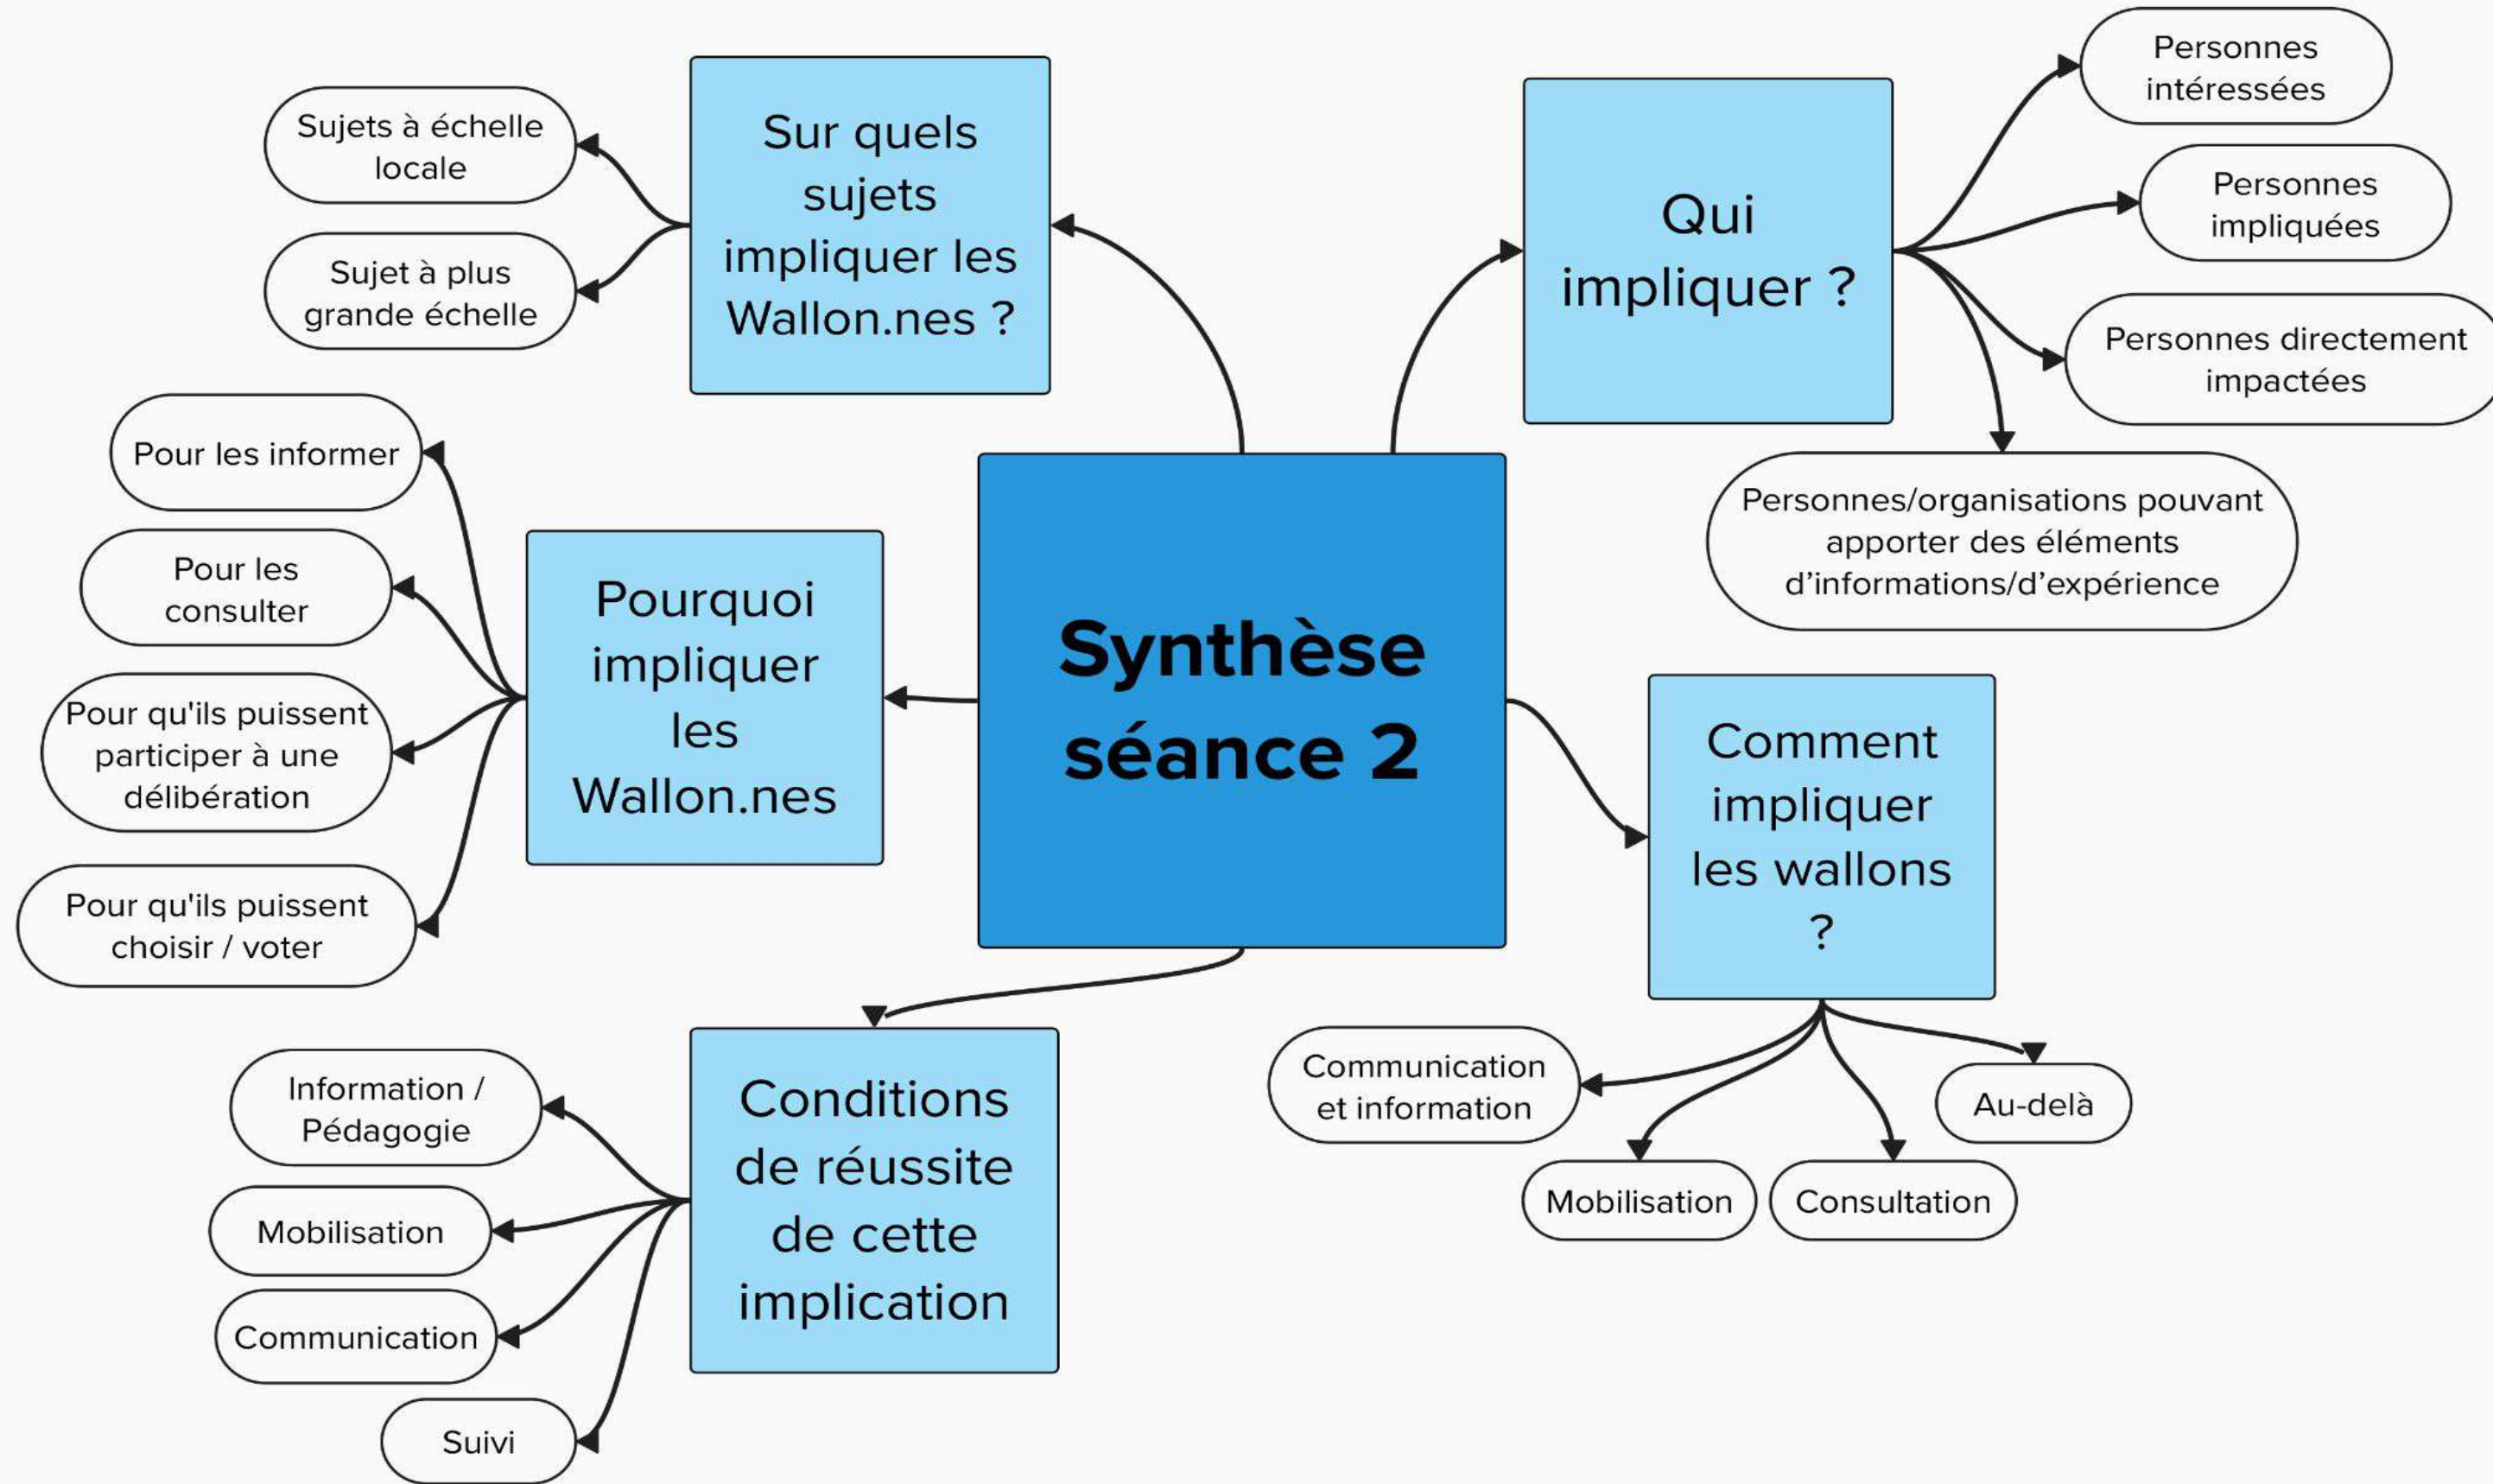 Synthèse
séance 2
Sur quels
sujets
impliquer les
Wallon.nes ?
Sujets à échelle
locale
Sujet à plus
grande échelle
Qui
impliquer ?
Personnes
intéressées
Personnes
impliquées
Personnes directement
impactées
Personnes/organisations pouvant
apporter des éléments
d’informations/d’expérience
Pourquoi
impliquer
les
Wallon.nes
Pour les informer
Pour les
consulter
Pour qu'ils puissent
participer à une
délibération
Pour qu'ils puissent
choisir / voter
Comment
impliquer
les wallons
?
Communication
et information
Mobilisation
Consultation
Au-delà
Conditions
de réussite
de cette
implication
Information /
Pédagogie
Mobilisation
Communication
Suivi